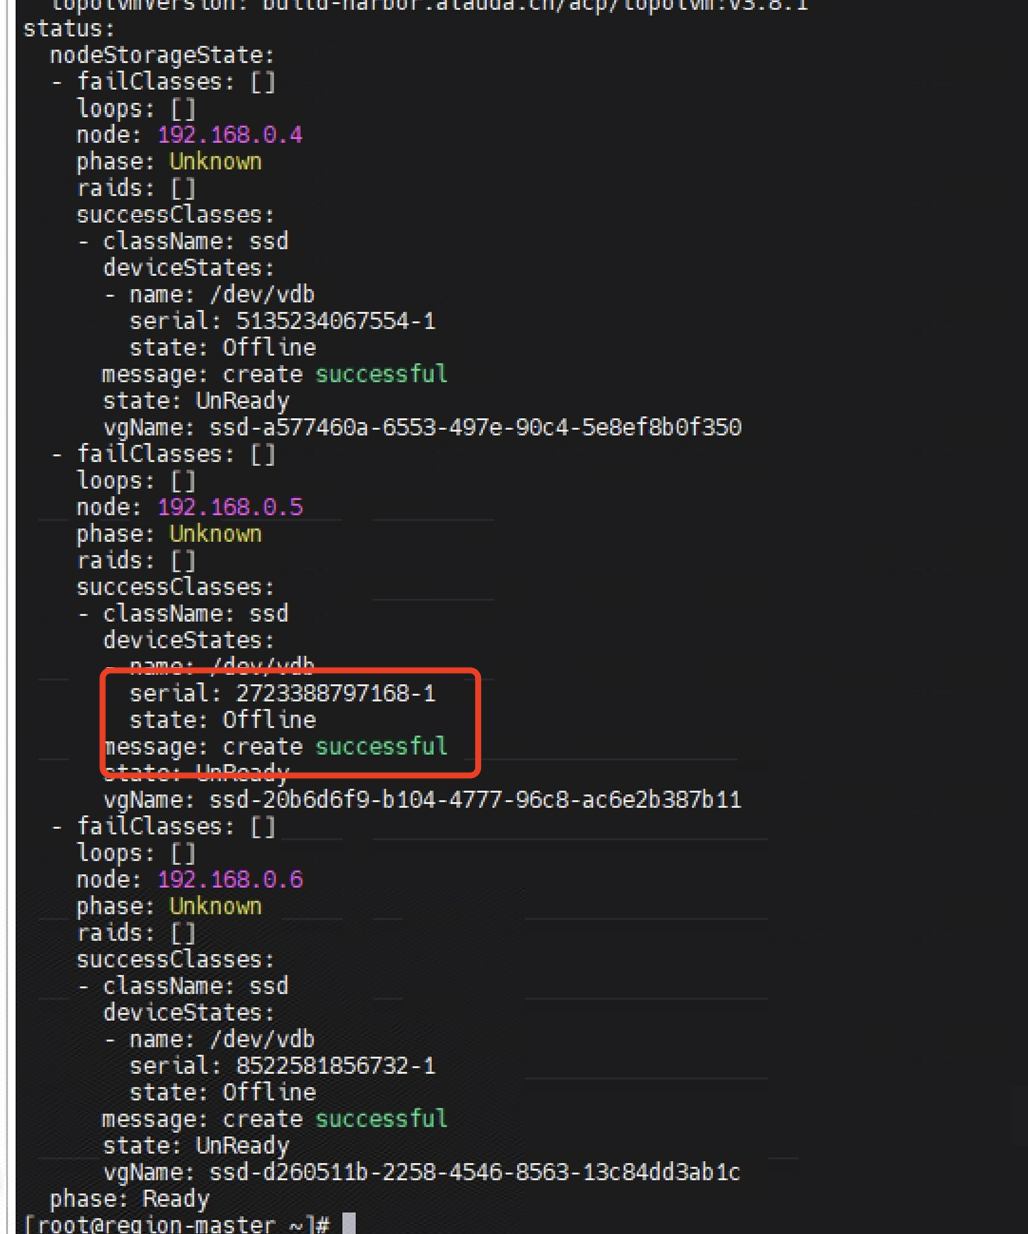 topolvmVersion: build-harbor.alauda.cn/acp/topolvm:v3.8.1
status:
  nodeStorageState:
  - failClasses: []
    loops: []
    node: 192.168.0.4
    phase: Unknown
    raids: []
    successClasses:
    - className: ssd
      deviceStates:
      - name: /dev/vdb
        serial: 5135234067554-1
        state: Offline
      message: create successful
      state: UnReady
      vgName: ssd-a577460a-6553-497e-90c4-5e8ef8b0f350
  - failClasses: []
    loops: []
    node: 192.168.0.5
    phase: Unknown
    raids: []
    successClasses:
    - className: ssd
      deviceStates:
      - name: /dev/vdb
        serial: 2723388797168-1
        state: Offline
      message: create successful
      state: UnReady
      vgName: ssd-20b6d6f9-b104-4777-96c8-ac6e2b387b11
  - failClasses: []
    loops: []
    node: 192.168.0.6
    phase: Unknown
    raids: []
    successClasses:
    - className: ssd
      deviceStates:
      - name: /dev/vdb
        serial: 8522581856732-1
        state: Offline
      message: create successful
      state: UnReady
      vgName: ssd-d260511b-2258-4546-8563-13c84dd3ab1c
  phase: Ready
[root@region-master ~]#